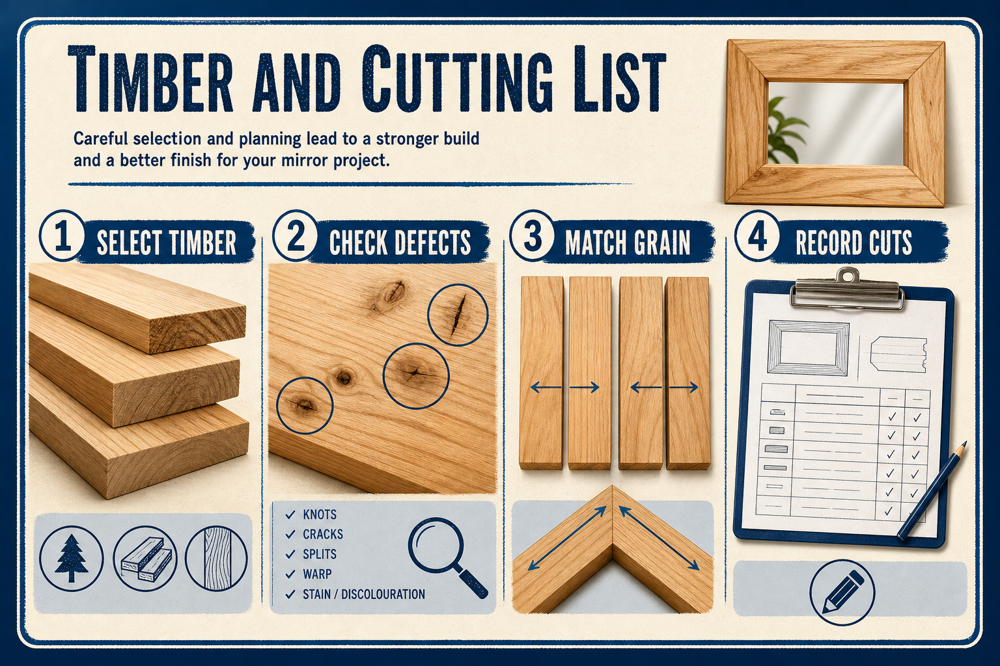 TIMBER AND CUTTING LIST
Careful selection and planning lead to a stronger build
and a better finish for your mirror project.
1 SELECT TIMBER
2 CHECK DEFECTS
✓ KNOTS
✓ CRACKS
✓ SPLITS
✓ WARP
✓ STAIN / DISCOLOURATION
3 MATCH GRAIN
4 RECORD CUTS